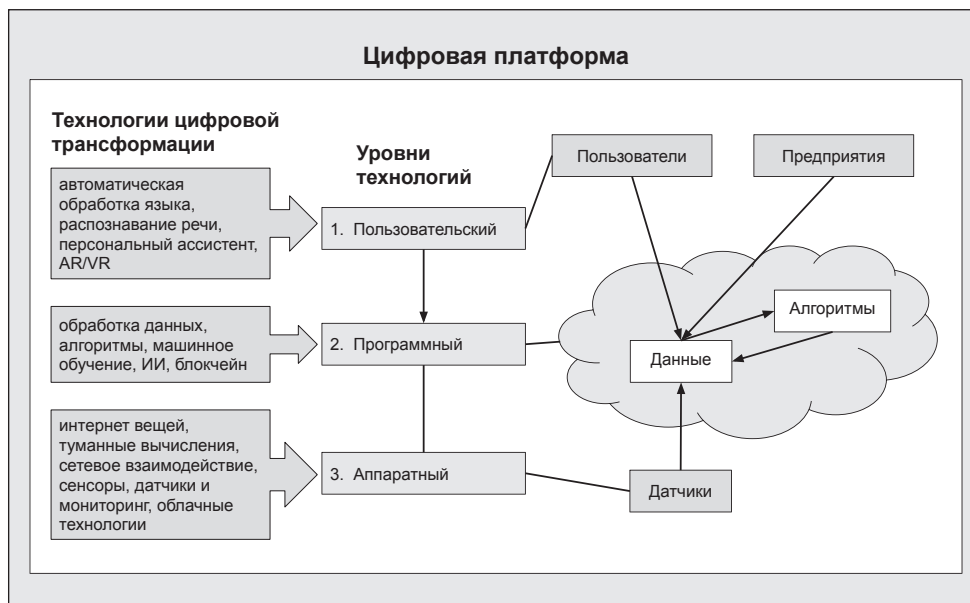 Цифровая платформа
Технологии цифровой
трансформации
Уровни
технологий
автоматическая
обработка языка,
распознавание речи,
персональный ассистент,
AR/VR
1. Пользовательский
Пользователи
Предприятия
обработка данных,
алгоритмы, машинное
обучение, ИИ, блокчейн
2. Программный
Данные
Алгоритмы
интернет вещей,
туманные вычисления,
сетевое взаимодействие,
сенсоры, датчики и
мониторинг, облачные
технологии
3. Аппаратный
Датчики